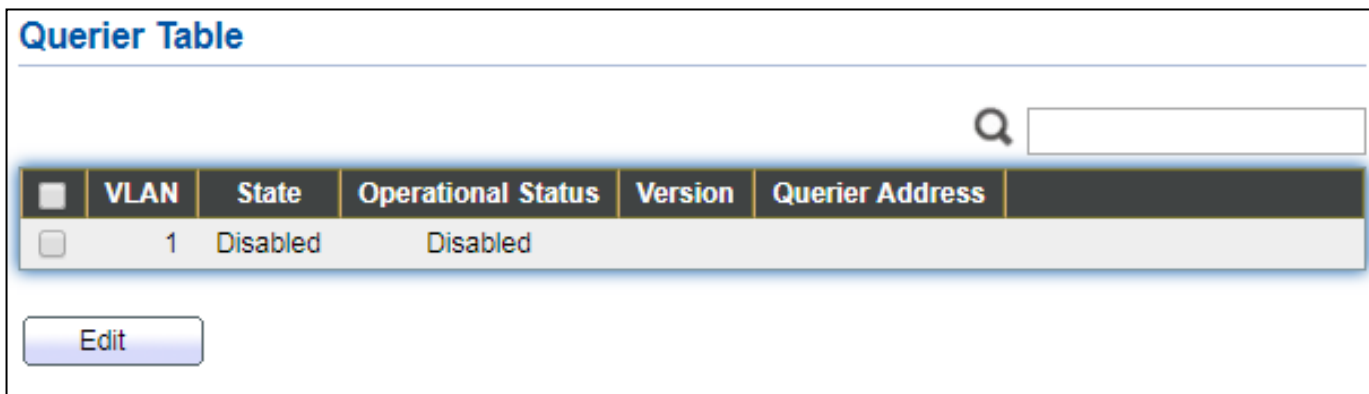 Querier Table
VLAN State Operational Status Version Querier Address
1 Disabled Disabled
Edit